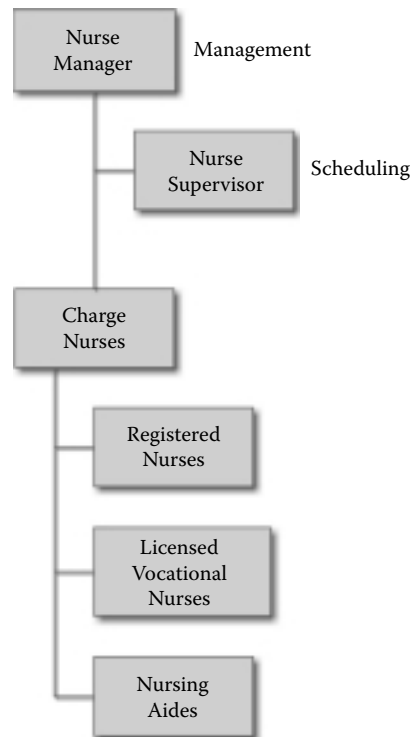 Nurse
Manager
Management
Nurse
Supervisor
Scheduling
Charge
Nurses
Registered
Nurses
Licensed
Vocational
Nurses
Nursing
Aides